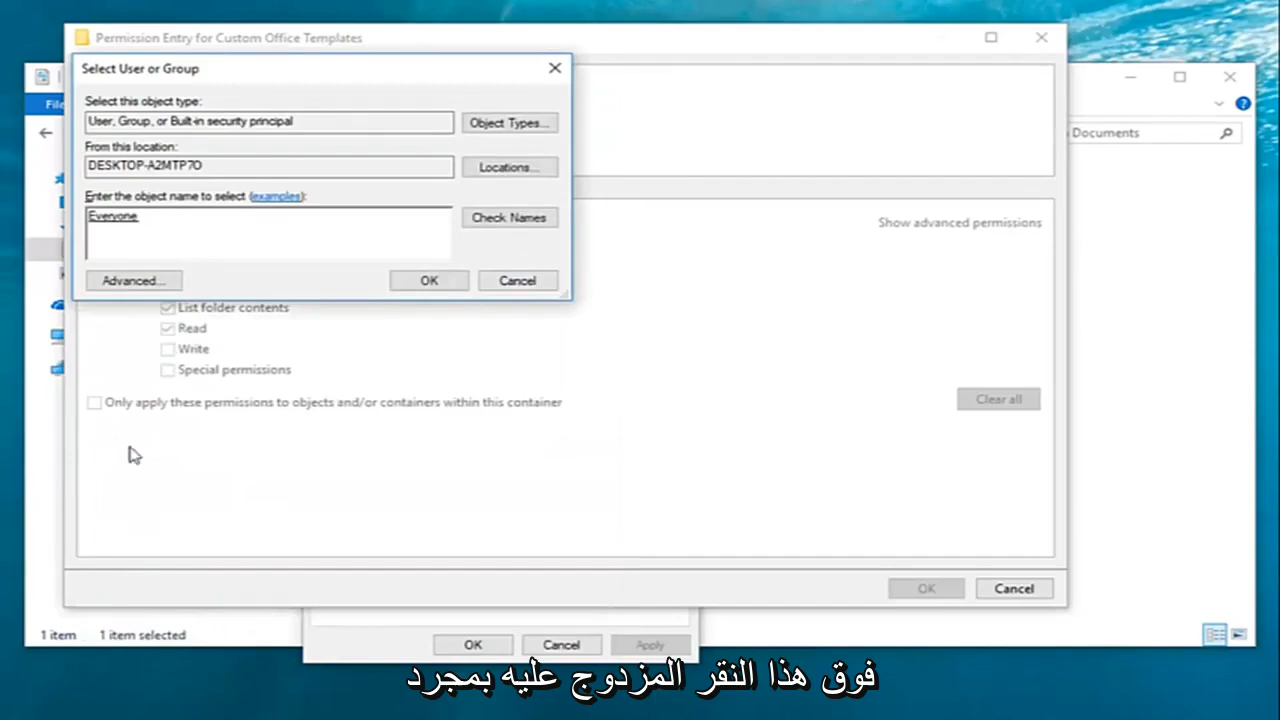 Permission Entry for Custom Office Templates
Select User or Group
Select this object type:
User, Group, or Built-in security principal
Object Types...
From this location:
DESKTOP-A2MTP7O
Locations...
Enter the object name to select (examples):
Everyone
Check Names
Advanced...
OK
Cancel
File
Documents
Show advanced permissions
List folder contents
Read
Write
Special permissions
Only apply these permissions to objects and/or containers within this container
Clear all
OK
Cancel
1 item
1 item selected
OK
Cancel
Apply
فوق هذا النقر المزدوج عليه بمجرد